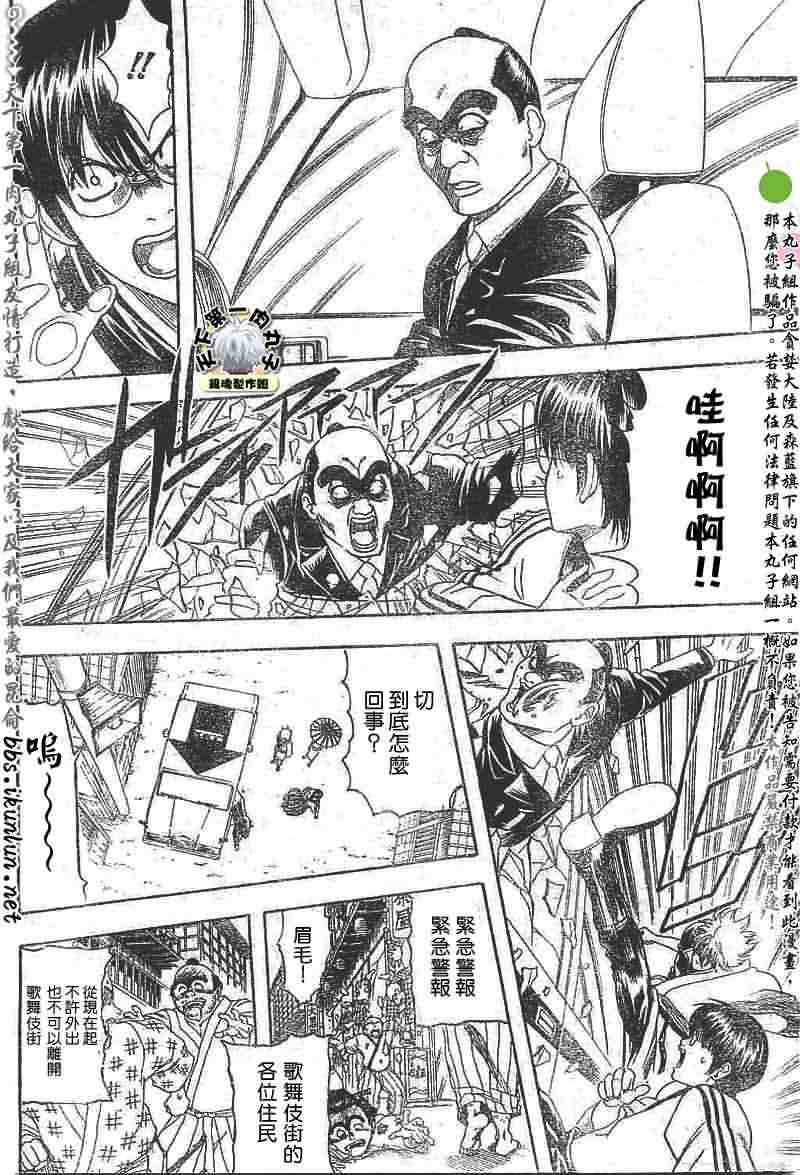 !!
天下第一肉丸子
銀魂製作組
哇啊啊啊啊!!
切
到底怎麼
回事?
嗚~~~~
緊急警報
緊急警報
茶屋
眉毛!
歌舞伎街的
各位住民
從現在起
不許外出
也不可以離開
歌舞伎街
本丸子組作品貪婪大陸及森藍旗下的任何網站。如果您被告知需要付款才能看到此漫畫,
那麼您被騙了。若發生任何法律問題本丸子組一概不負責!
天下第一肉丸子組友情行造,獻給大家以及我們最愛的昆侖
bbs.ikunlun.net